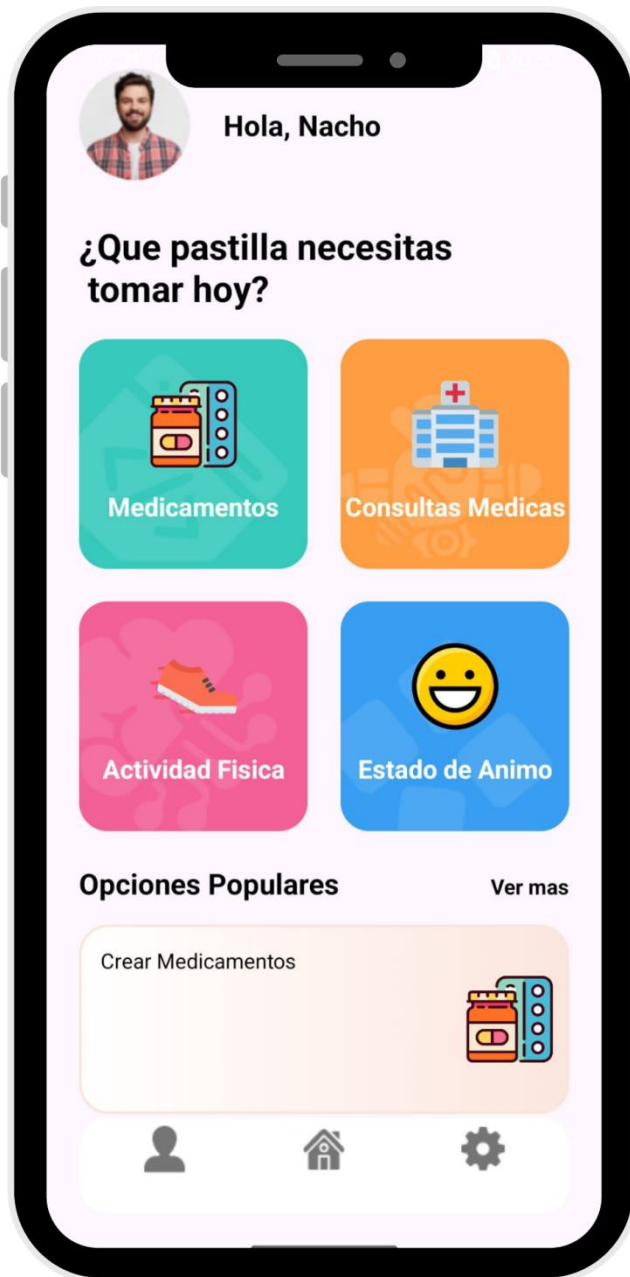 Hola, Nacho
¿Que pastilla necesitas
tomar hoy?
Medicamentos
Consultas Medicas
Actividad Fisica
Estado de Animo
Opciones Populares
Ver mas
Crear Medicamentos